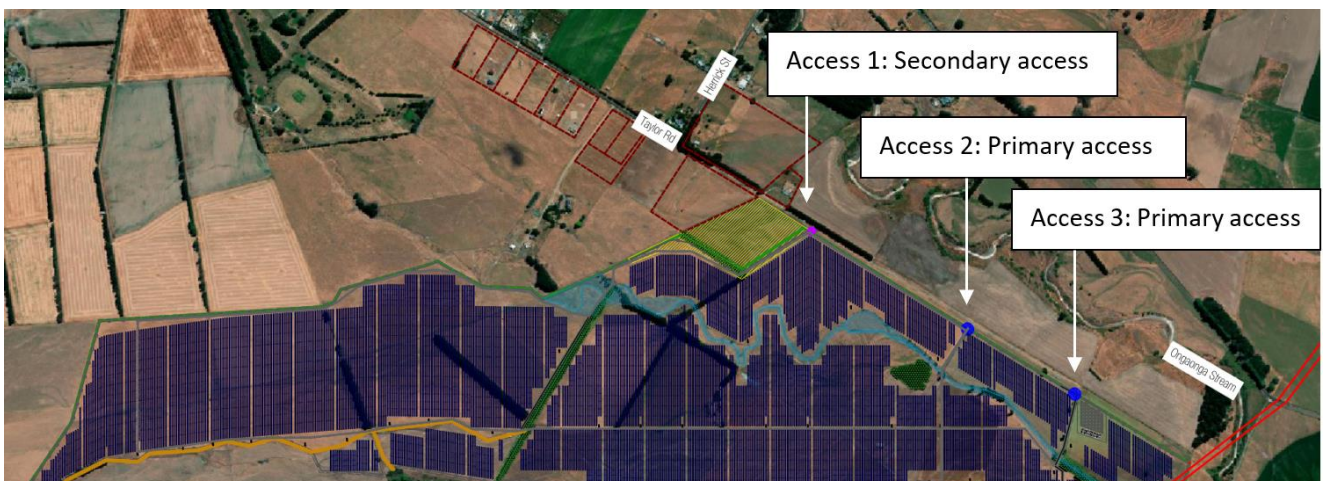 Access 1: Secondary access
Herrick St
Taylor Rd
Access 2: Primary access
Access 3: Primary access
Ongaonga Stream